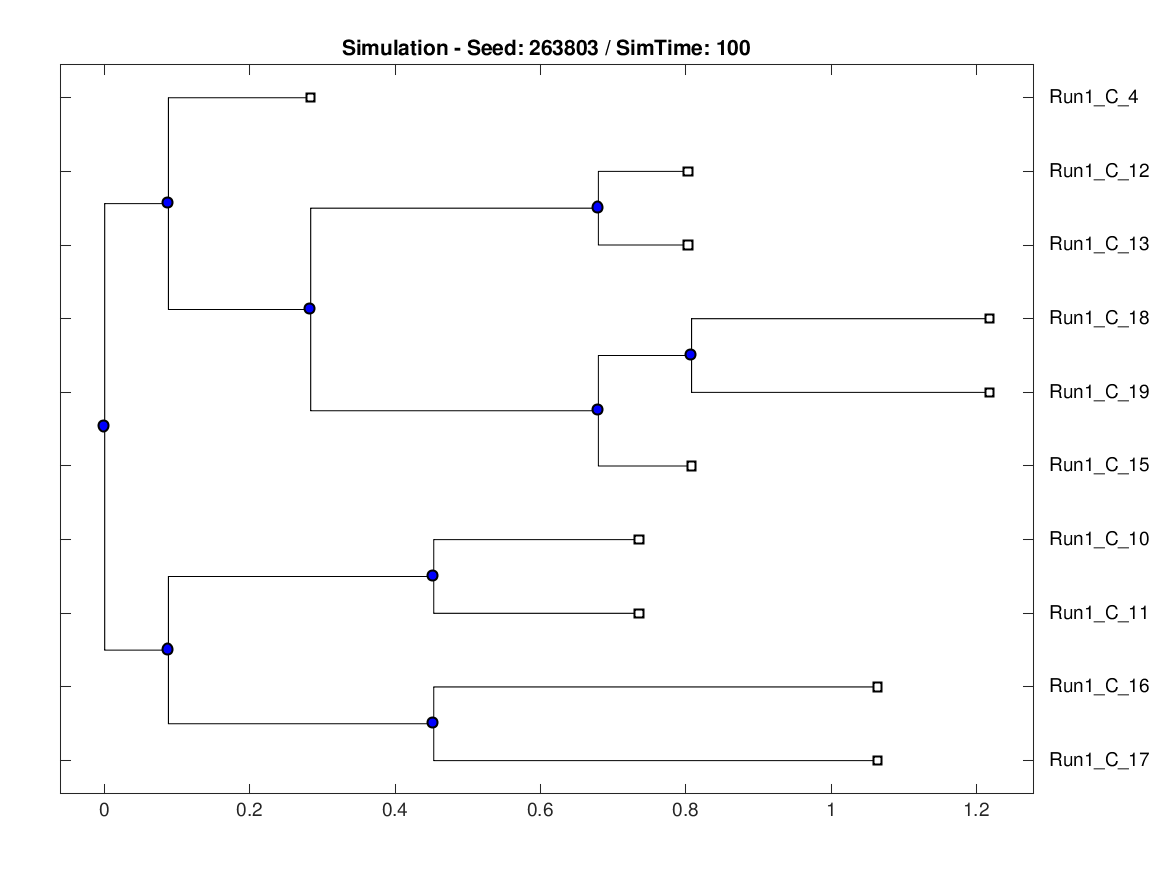 Simulation - Seed: 263803 / SimTime: 100
Run1_C_4
Run1_C_12
Run1_C_13
Run1_C_18
Run1_C_19
Run1_C_15
Run1_C_10
Run1_C_11
Run1_C_16
Run1_C_17
0 0.2 0.4 0.6 0.8 1 1.2